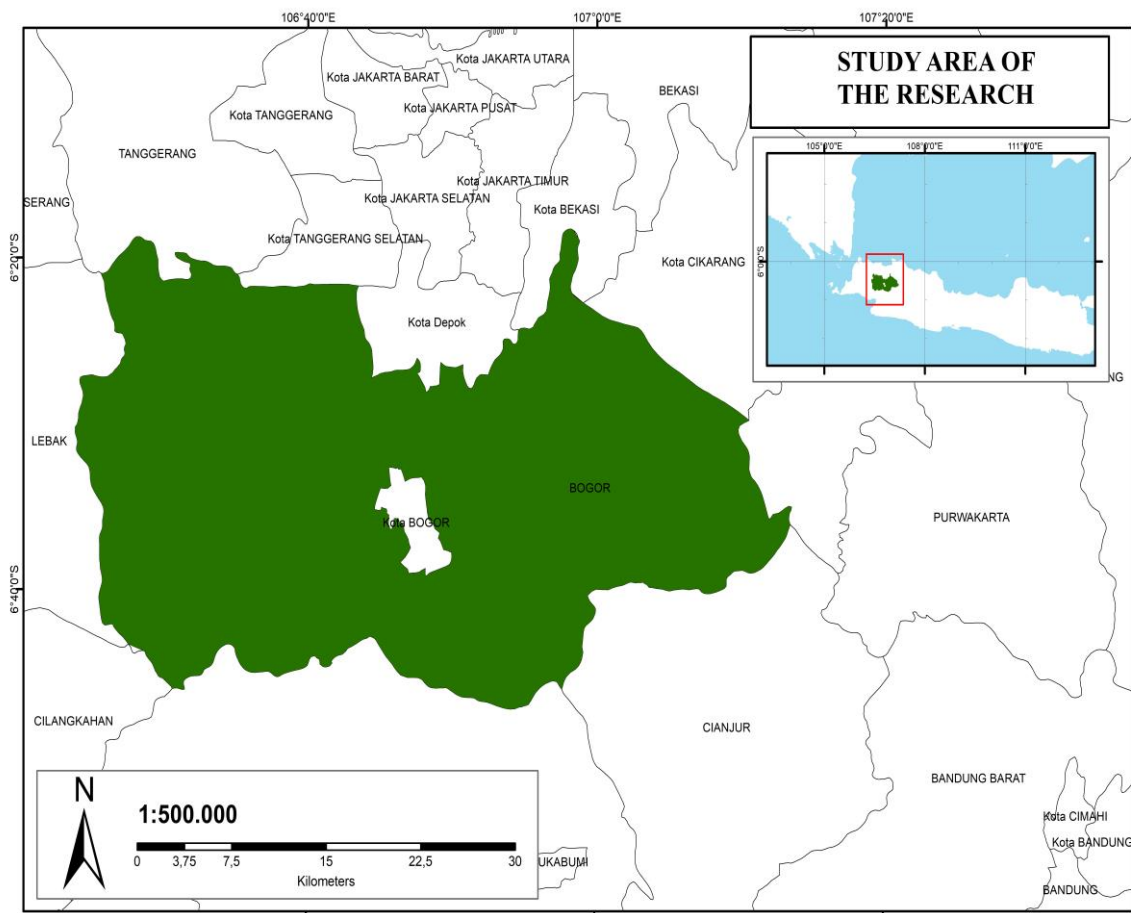 106°40'0"E
107°0'0"E
107°20'0"E
Kota JAKARTA UTARA
Kota JAKARTA BARAT
Kota JAKARTA PUSAT
Kota TANGGERANG
BEKASI
STUDY AREA OF
THE RESEARCH
TANGGERANG
Kota JAKARTA TIMUR
Kota JAKARTA SELATAN
SERANG
Kota BEKASI
Kota TANGGERANG SELATAN
6°20'0"S
Kota CIKARANG
105°0'0"E
108°0'0"E
111°0'0"E
6°0'0"S
Kota Depok
NG
LEBAK
BOGOR
Kota BOGOR
PURWAKARTA
6°40'0"S
CILANGKAHAN
CIANJUR
BANDUNG BARAT
Kota CIMAHI
Kota BANDUNG
BANDUNG
UKABUMI
N
1:500.000
0 3,75 7,5 15 22,5 30
Kilometers